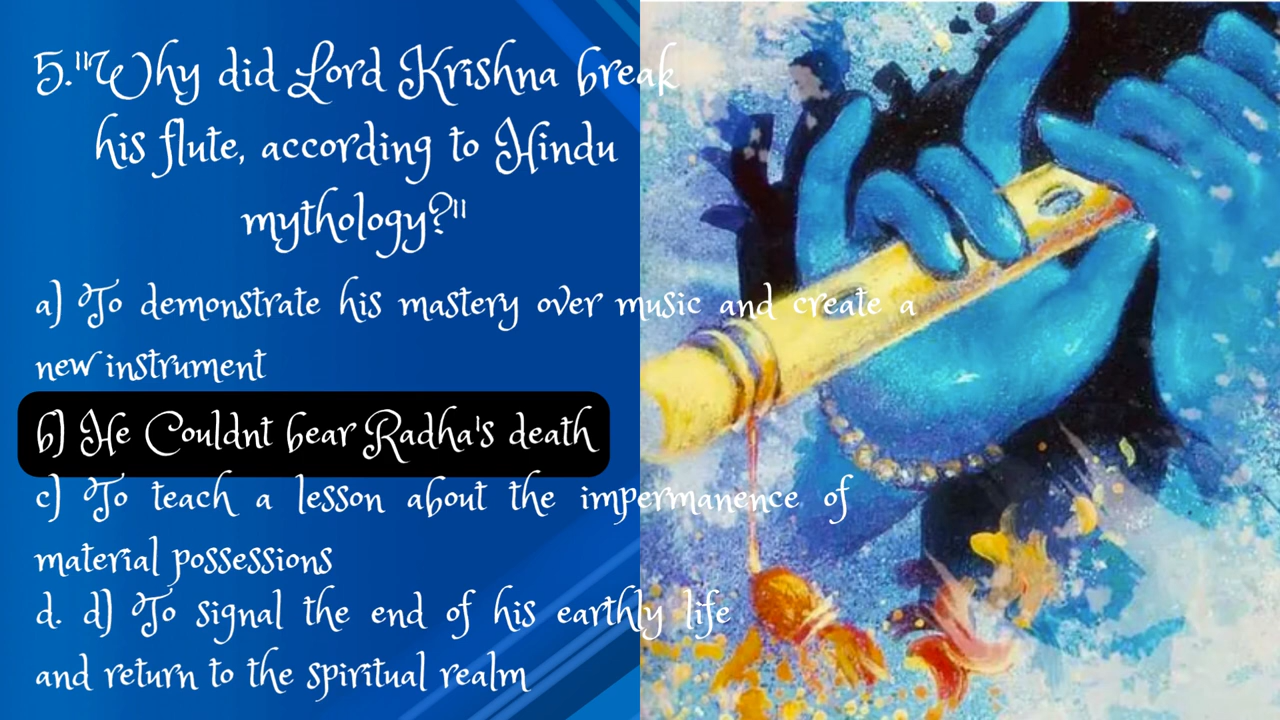 5."Why did Lord Krishna break
his flute, according to Hindu
mythology?"
a) To demonstrate his mastery over music and create a
new instrument
b) He Couldnt bear Radha's death
c) To teach a lesson about the impermanence of
material possessions
d. d) To signal the end of his earthly life
and return to the spiritual realm